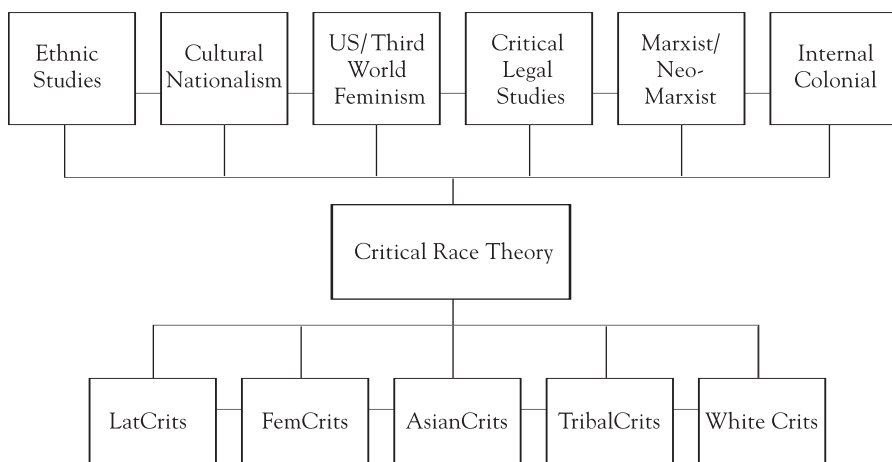 Ethnic
Studies
Cultural
Nationalism
US/Third
World
Feminism
Critical
Legal
Studies
Marxist/
Neo-
Marxist
Internal
Colonial
Critical Race Theory
LatCrits
FemCrits
AsianCrits
TribalCrits
White Crits